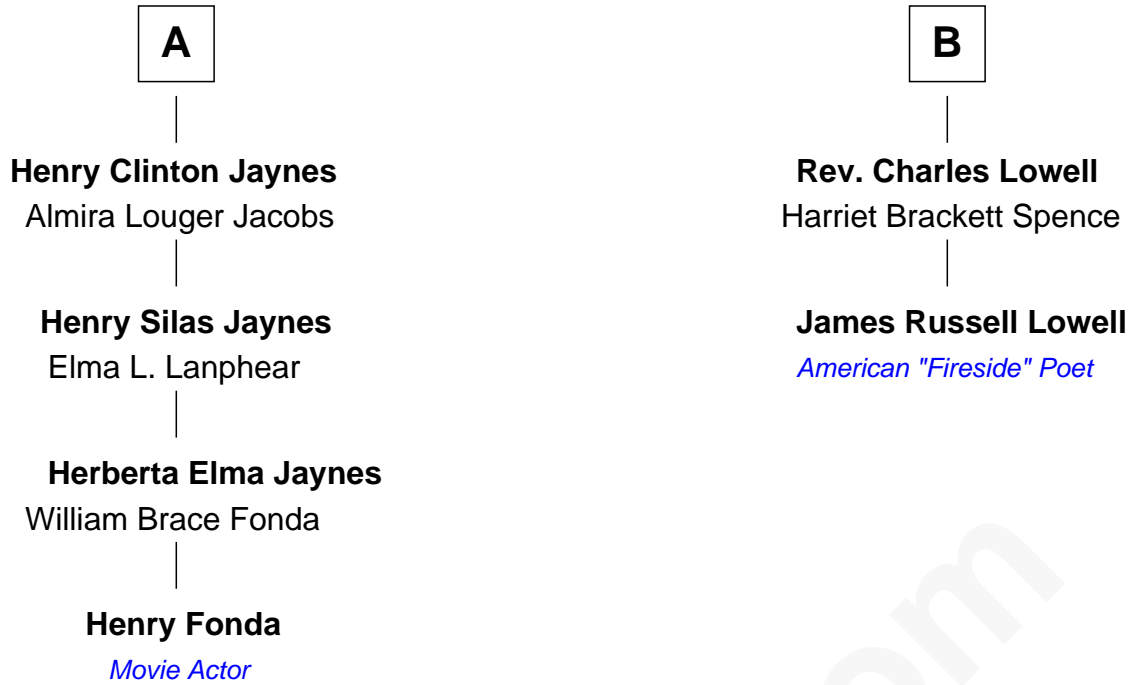 A
B
Henry Clinton Jaynes
Almira Louger Jacobs
Rev. Charles Lowell
Harriet Brackett Spence
Henry Silas Jaynes
Elma L. Lanphear
James Russell Lowell
American "Fireside" Poet
Herberta Elma Jaynes
William Brace Fonda
Henry Fonda
Movie Actor
om